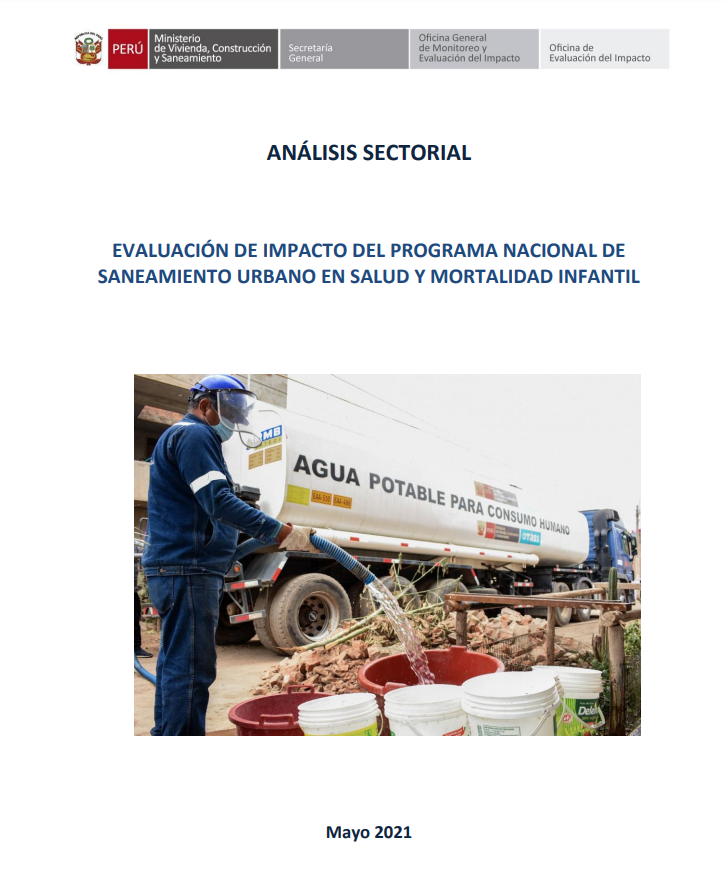 PERÚ
Ministerio
de Vivienda, Construcción
y Saneamiento
Secretaría
General
Oficina General
de Monitoreo y
Evaluación del Impacto
Oficina de
Evaluación del Impacto
ANÁLISIS SECTORIAL
EVALUACIÓN DE IMPACTO DEL PROGRAMA NACIONAL DE
SANEAMIENTO URBANO EN SALUD Y MORTALIDAD INFANTIL
AGUA POTABLE PARA CONSUMO HUMANO
otass
Mayo 2021